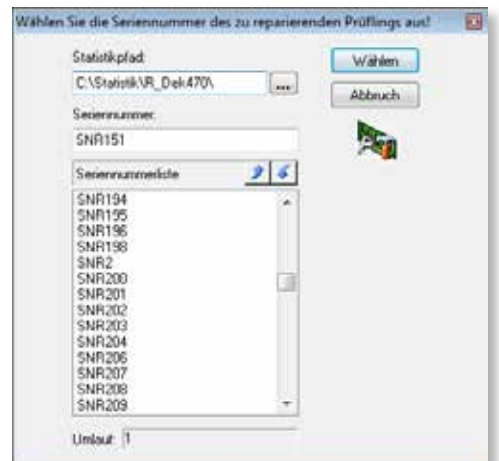 Wählen Sie die Seriennummer des zu reparierenden Prüflings aus!
Statistikpfad:
C:\Statistik\R_Dek470\
...
Wählen
Abbruch
Seriennummer:
SNR151
Seriennummerliste
SNR194
SNR195
SNR196
SNR198
SNR2
SNR200
SNR201
SNR202
SNR203
SNR204
SNR206
SNR207
SNR208
SNR209
Umlauf: 1